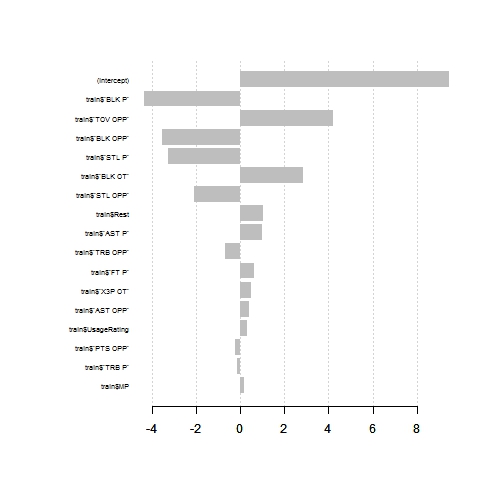 (Intercept)
train$`BLK P`
train$`TOV OPP`
train$`BLK OPP`
train$`STL P`
train$`BLK OT`
train$`STL OPP`
train$Rest
train$`AST P`
train$`TRB OPP`
train$`FT P`
train$`X3P OT`
train$`AST OPP`
train$UsageRating
train$`PTS OPP`
train$`TRB P`
train$MP
-4 -2 0 2 4 6 8